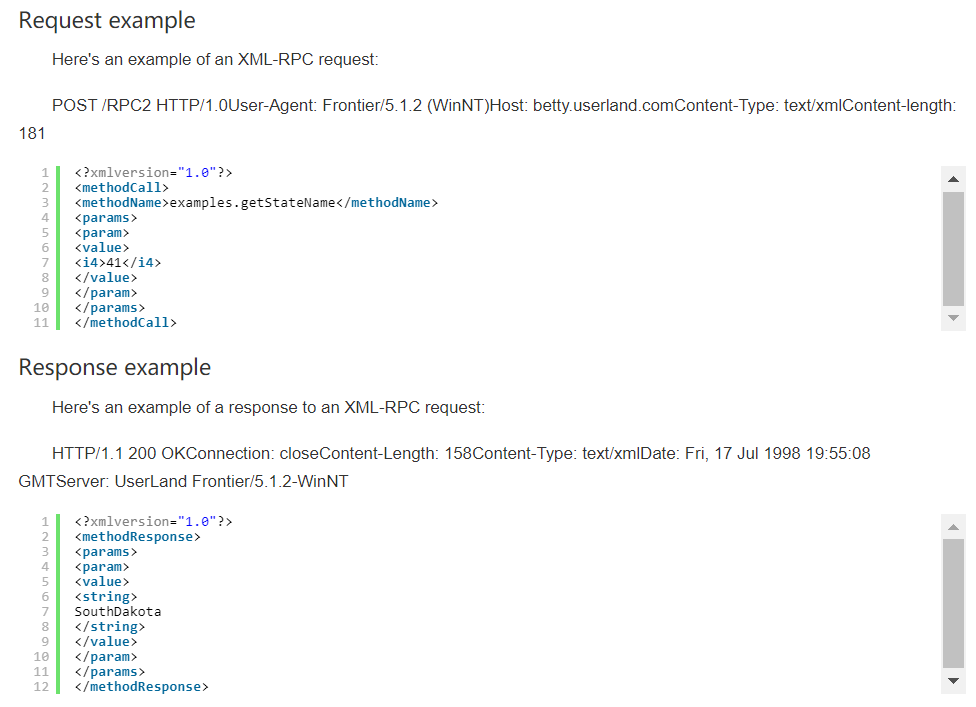 Request example
Here's an example of an XML-RPC request:
POST /RPC2 HTTP/1.0User-Agent: Frontier/5.1.2 (WinNT)Host: betty.userland.comContent-Type: text/xmlContent-length:
181
1 <?xmlversion="1.0"?>
2 <methodCall>
3 <methodName>examples.getStateName</methodName>
4 <params>
5 <param>
6 <value>
7 <i4>41</i4>
8 </value>
9 </param>
10 </params>
11 </methodCall>
Response example
Here's an example of a response to an XML-RPC request:
HTTP/1.1 200 OKConnection: closeContent-Length: 158Content-Type: text/xmlDate: Fri, 17 Jul 1998 19:55:08
GMTServer: UserLand Frontier/5.1.2-WinNT
1 <?xmlversion="1.0"?>
2 <methodResponse>
3 <params>
4 <param>
5 <value>
6 <string>
7 SouthDakota
8 </string>
9 </value>
10 </param>
11 </params>
12 </methodResponse>